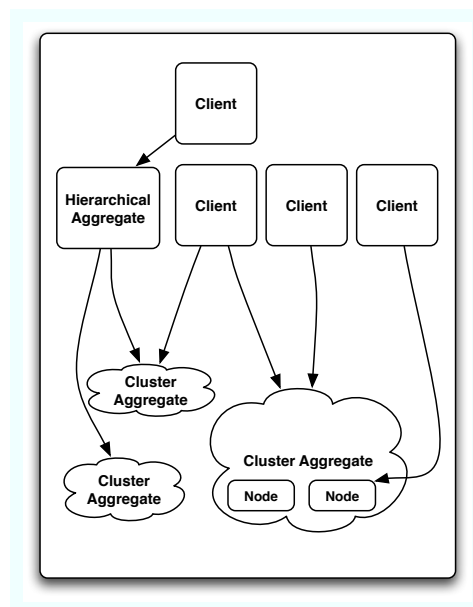 Client
Hierarchical
Aggregate
Client
Client
Client
Cluster
Aggregate
Cluster Aggregate
Node
Node
Cluster
Aggregate